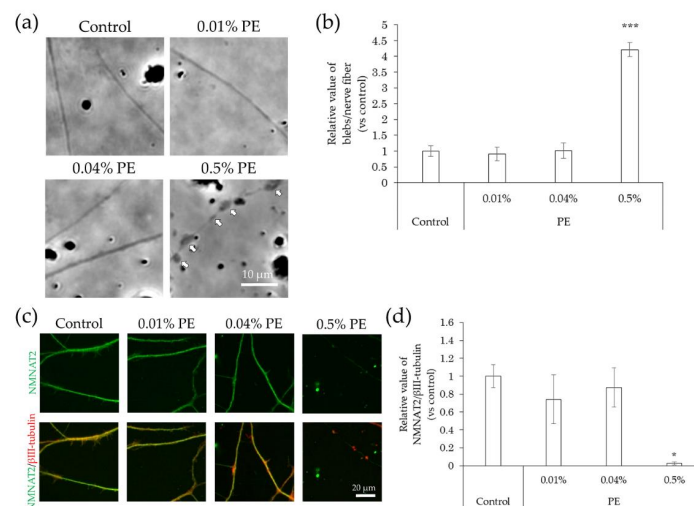 (a)
Control
0.01% PE
0.04% PE
0.5% PE
10 μm
(b)
Relative value of
blebs/nerve fiber
(vs control)
5
4.5
4
3.5
3
2.5
2
1.5
1
0.5
0
***
0.01%
0.04%
0.5%
Control
PE
(c)
Control
0.01% PE
0.04% PE
0.5% PE
NMNAT2
NMNAT2/βIII-tubulin
20 μm
(d)
Relative value of
NMNAT2/βIII-tubulin
(vs control)
1.6
1.4
1.2
1
0.8
0.6
0.4
0.2
0
*
0.01%
0.04%
0.5%
Control
PE